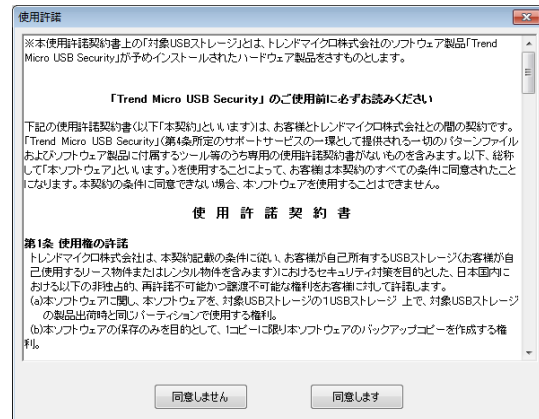 使用許諾
※本使用許諾契約書上の「対象USBストレージ」とは、トレンドマイクロ株式会社のソフトウェア製品「Trend
Micro USB Security」が予めインストールされたハードウェア製品をさすものとします。
「Trend Micro USB Security」のご使用前に必ずお読みください
下記の使用許諾契約書(以下「本契約」といいます)は、お客様とトレンドマイクロ株式会社との間の契約です。
「Trend Micro USB Security」(第4条所定のサポートサービスの一環として提供される一切のパターンファイル
およびソフトウェア製品に付属するツール等のうち専用の使用許諾契約書がないものを含みます。以下、総称
して「本ソフトウェア」といいます。)を使用することによって、お客様は本契約のすべての条件に同意されたこと
になります。本契約の条件に同意できない場合、本ソフトウェアを使用することはできません。
使 用 許 諾 契 約 書
第1条 使用権の許諾
トレンドマイクロ株式会社は、本契約記載の条件に従い、お客様が自己所有するUSBストレージ(お客様が自
己使用するリース物件またはレンタル物件を含みます)におけるセキュリティ対策を目的とした、日本国内に
おける以下の非独占的、再許諾不可能かつ譲渡不可能な権利をお客様に対して許諾します。
(a)本ソフトウェアに関し、本ソフトウェアを、対象USBストレージの1USBストレージ 上で、対象USBストレージ
の製品出荷時と同じパーティションで使用する権利。
(b)本ソフトウェアの保存のみを目的として、1コピーに限り本ソフトウェアのバックアップコピーを作成する権
利。
同意しません
同意します